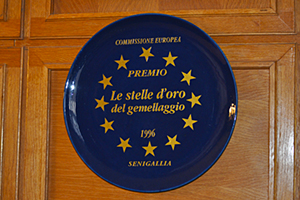 COMMISSIONE EUROPEA
PREMIO
Le stelle d'oro
del gemellaggio
1996
SENIGALLIA